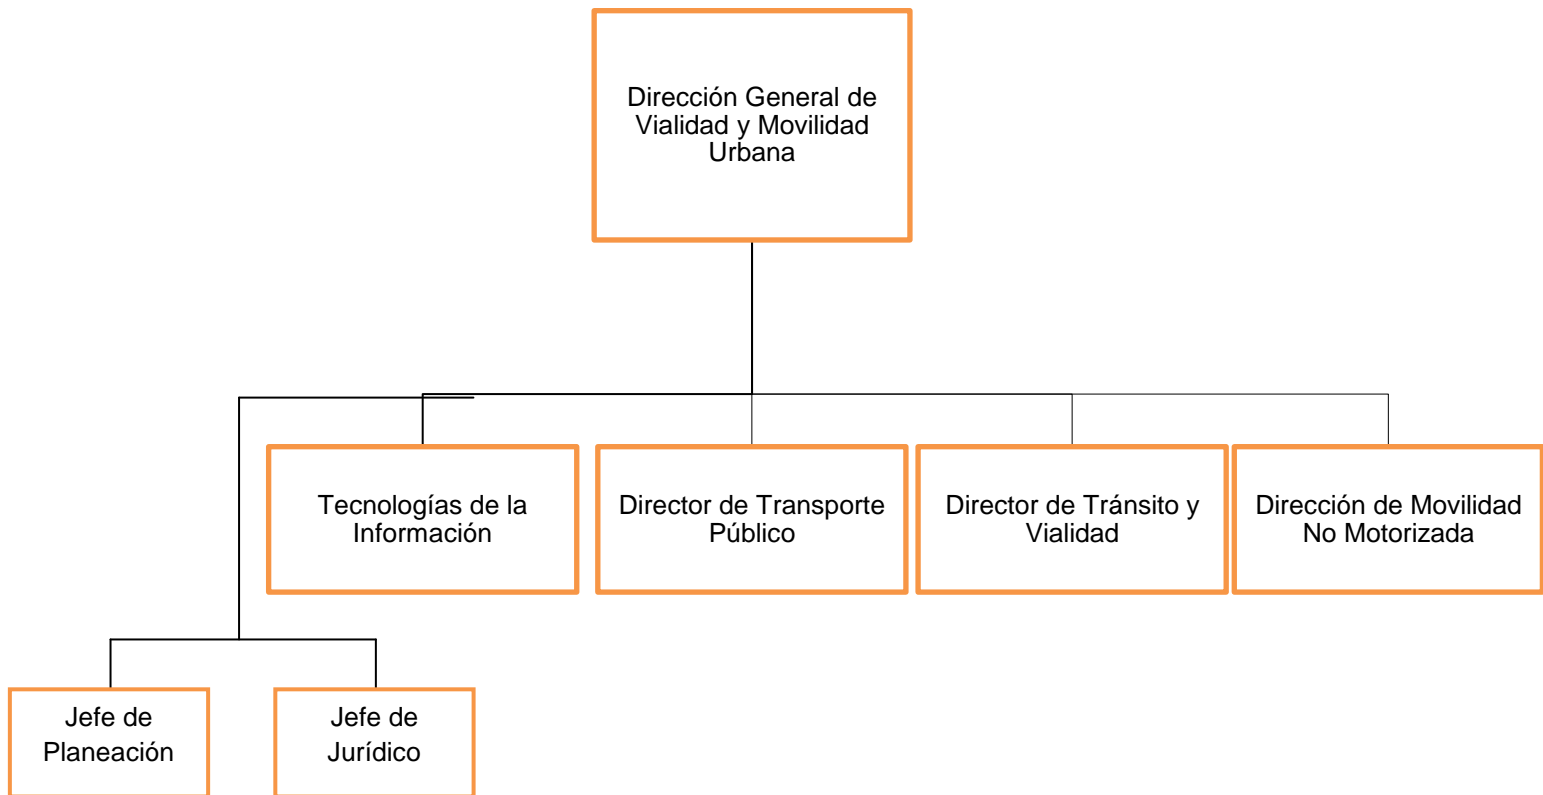 Dirección General de
Vialidad y Movilidad
Urbana
Tecnologías de la
Información
Director de Transporte
Público
Director de Tránsito y
Vialidad
Dirección de Movilidad
No Motorizada
Jefe de
Planeación
Jefe de
Jurídico